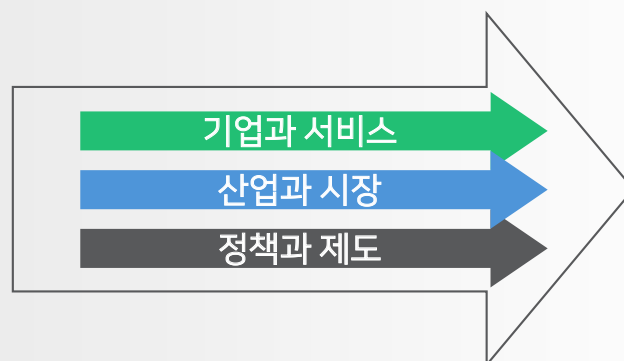 기업과 서비스
산업과 시장
정책과 제도